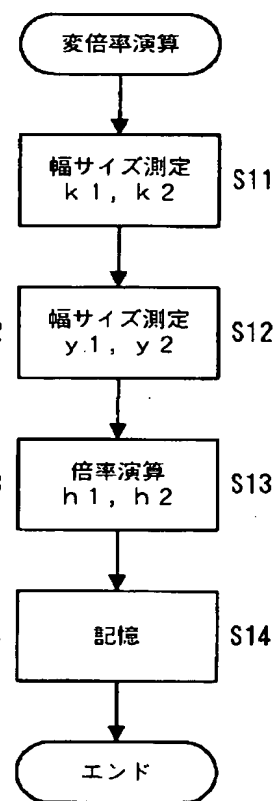 変倍率演算
幅サイズ測定
k1, k2
S11
幅サイズ測定
y1, y2
S12
倍率演算
h1, h2
S13
記憶
S14
エンド